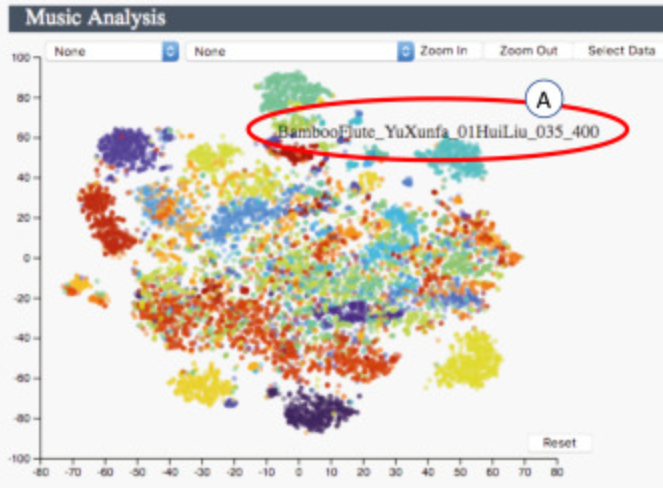 Music Analysis
None None Zoom In Zoom Out Select Data
A
BambooFlute_YuXunfa_01HuiLiu_035_400
100
80
60
40
20
0
-20
-40
-60
-80
-100
Reset
-80 -70 -60 -50 -40 -30 -20 -10 0 10 20 30 40 50 60 70 80